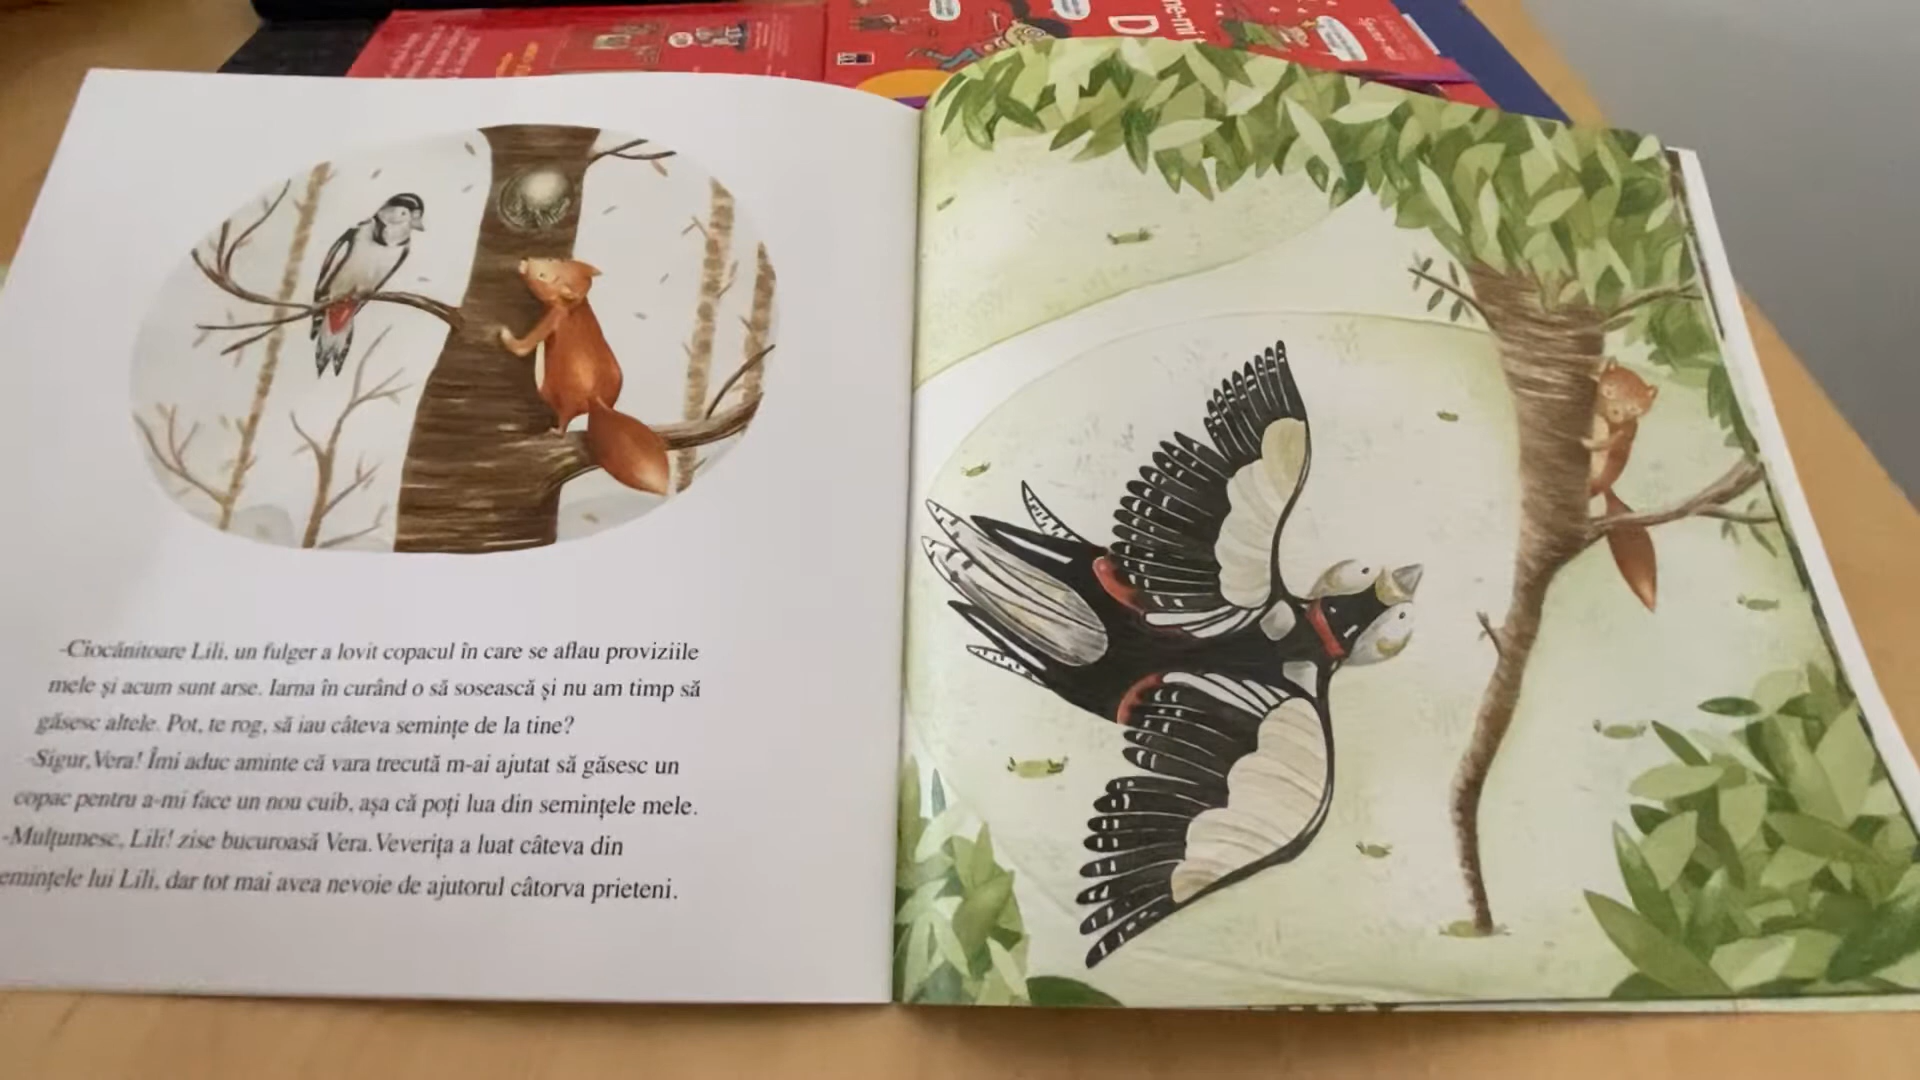 -Ciocănitoare Lili, un fulger a lovit copacul în care se aflau proviziile
mele și acum sunt arse. Iarna în curând o să sosească și nu am timp să
găsesc altele. Pot, te rog, să iau câteva semințe de la tine?
-Sigur, Vera! Îmi aduc aminte că vara trecută m-ai ajutat să găsesc un
copac pentru a-mi face un nou cuib, așa că poți lua din semințele mele.
-Mulțumesc, Lili! zise bucuroasă Vera. Veverița a luat câteva din
emințele lui Lili, dar tot mai avea nevoie de ajutorul câtorva prieteni.